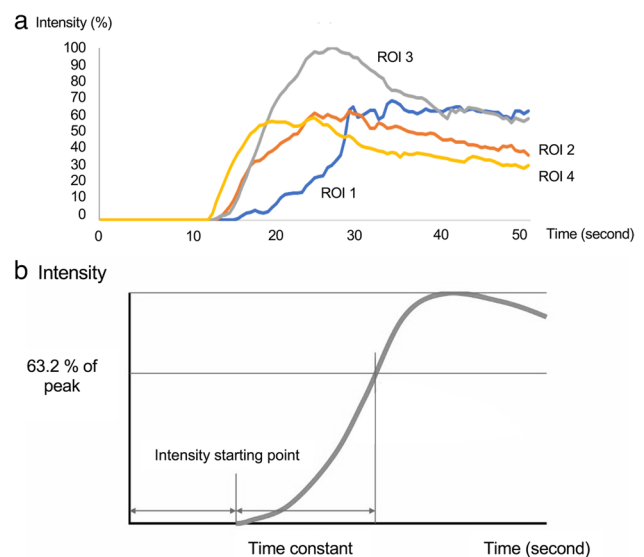 a Intensity (%)
100
90
80
70
60
50
40
30
20
10
0
ROI 3
ROI 2
ROI 4
ROI 1
0 10 20 30 40 50 Time (second)
b Intensity
63.2 % of
peak
Intensity starting point
Time constant
Time (second)